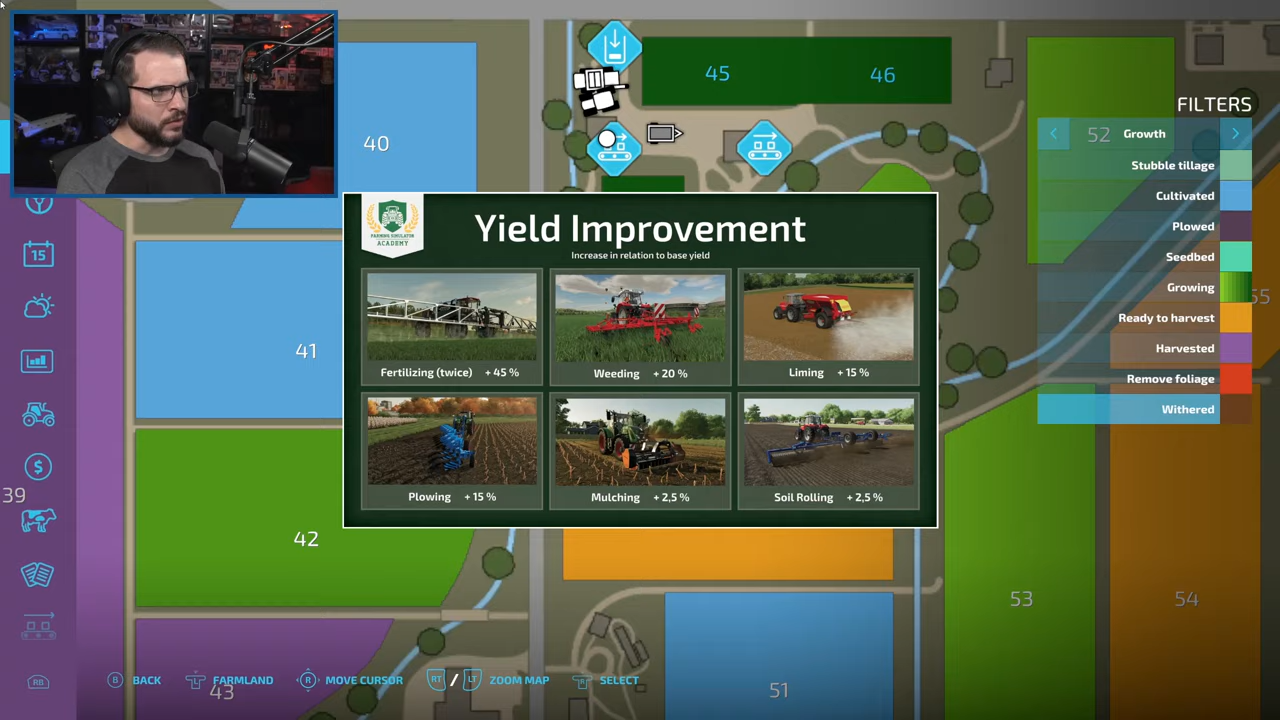 45
46
40
FILTERS
52
Growth
Stubble tillage
15
Cultivated
Plowed
Seedbed
Growing
55
Ready to harvest
Harvested
Remove foliage
Withered
FARMING SIMULATOR
ACADEMY
Yield Improvement
Increase in relation to base yield
Fertilizing (twice) + 45 %
Weeding + 20 %
Liming + 15 %
Plowing + 15 %
Mulching + 2,5 %
Soil Rolling + 2,5 %
41
39
42
53
54
RB
B BACK
FARMLAND
R MOVE CURSOR
RT / LT ZOOM MAP
SELECT
43
51